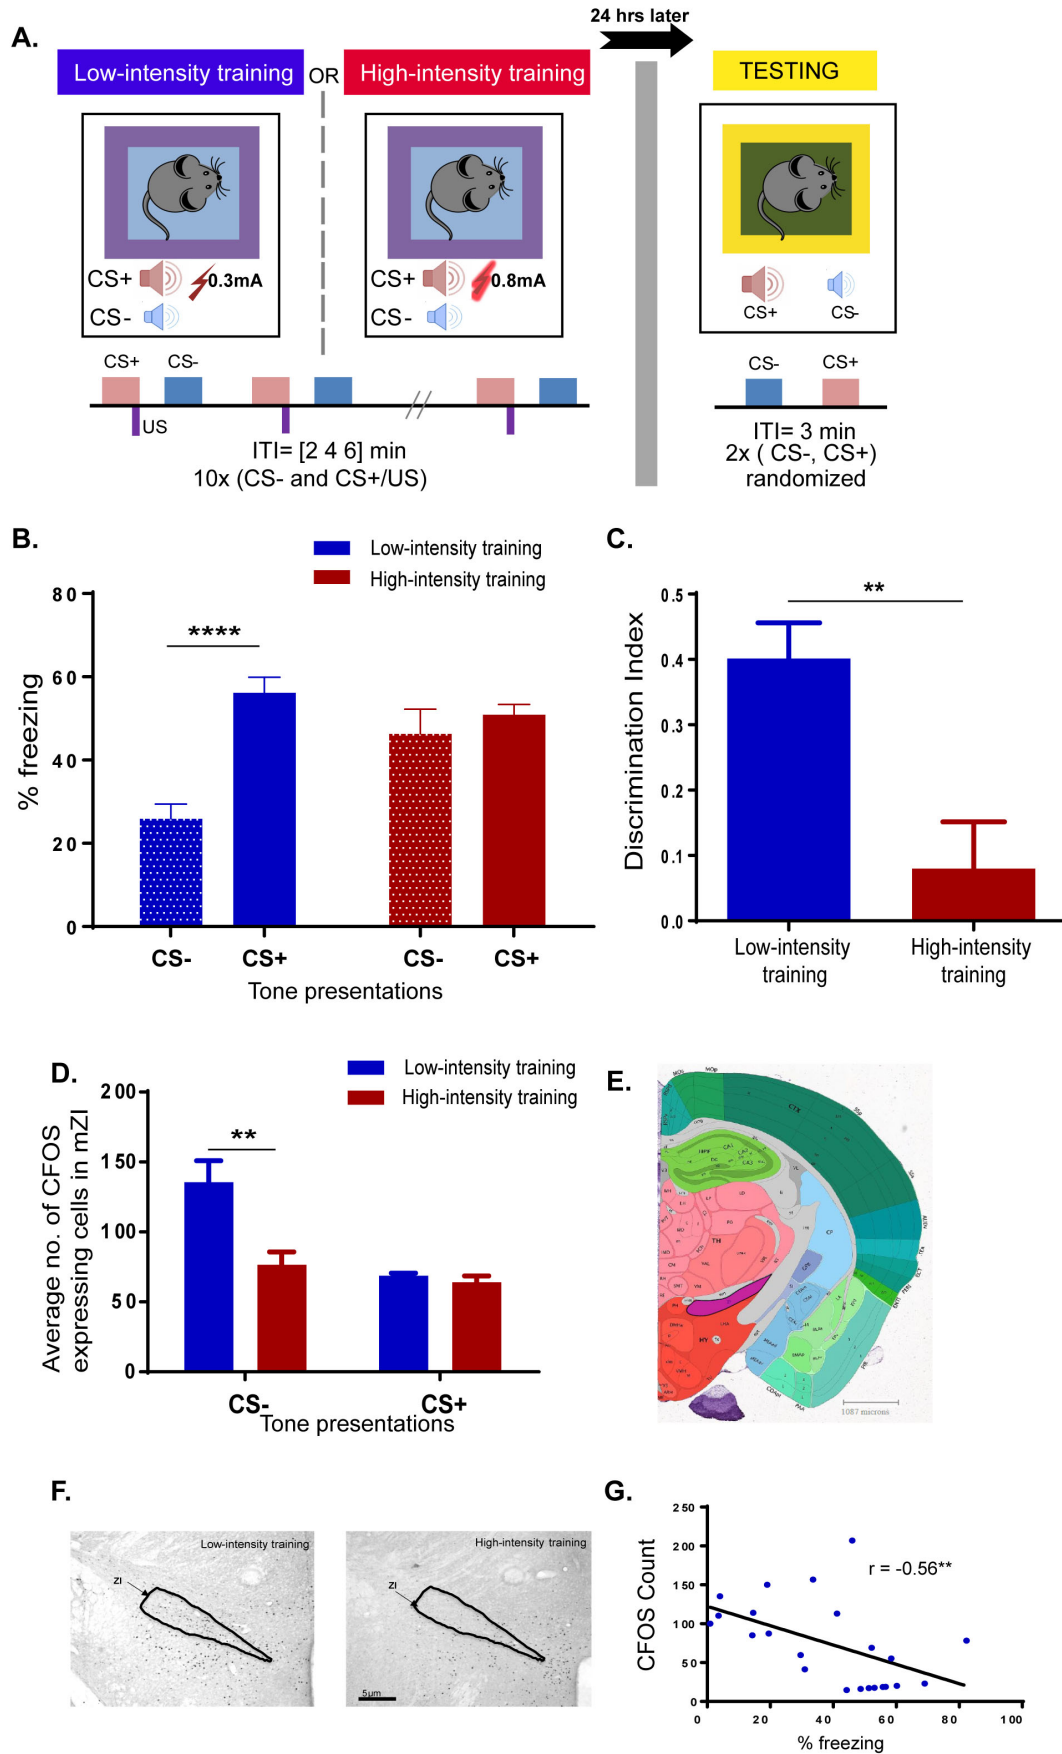 A.
24 hrs later
Low-intensity training
OR
High-intensity training
TESTING
CS+ 0.3mA
CS-
CS+ 0.8mA
CS-
CS+ CS-
CS+ CS-
US
CS- CS+
ITI= [2 4 6] min
10x (CS- and CS+/US)
ITI= 3 min
2x ( CS-, CS+)
randomized
B.
Low-intensity training
High-intensity training
80
60
40
20
0
% freezing
****
CS- CS+ CS- CS+
Tone presentations
C.
0.5
0.4
0.3
0.2
0.1
0.0
Discrimination Index
**
Low-intensity
training
High-intensity
training
D.
Low-intensity training
High-intensity training
200
150
100
50
0
Average no. of CFOS
expressing cells in mZI
**
CS- CS+
Tone presentations
E.
CTX
TH
CP
HY
1087 microns
F.
Low-intensity training
ZI
High-intensity training
ZI
5µm
G.
250
200
150
100
50
0
CFOS Count
r = -0.56**
0 20 40 60 80 100
% freezing